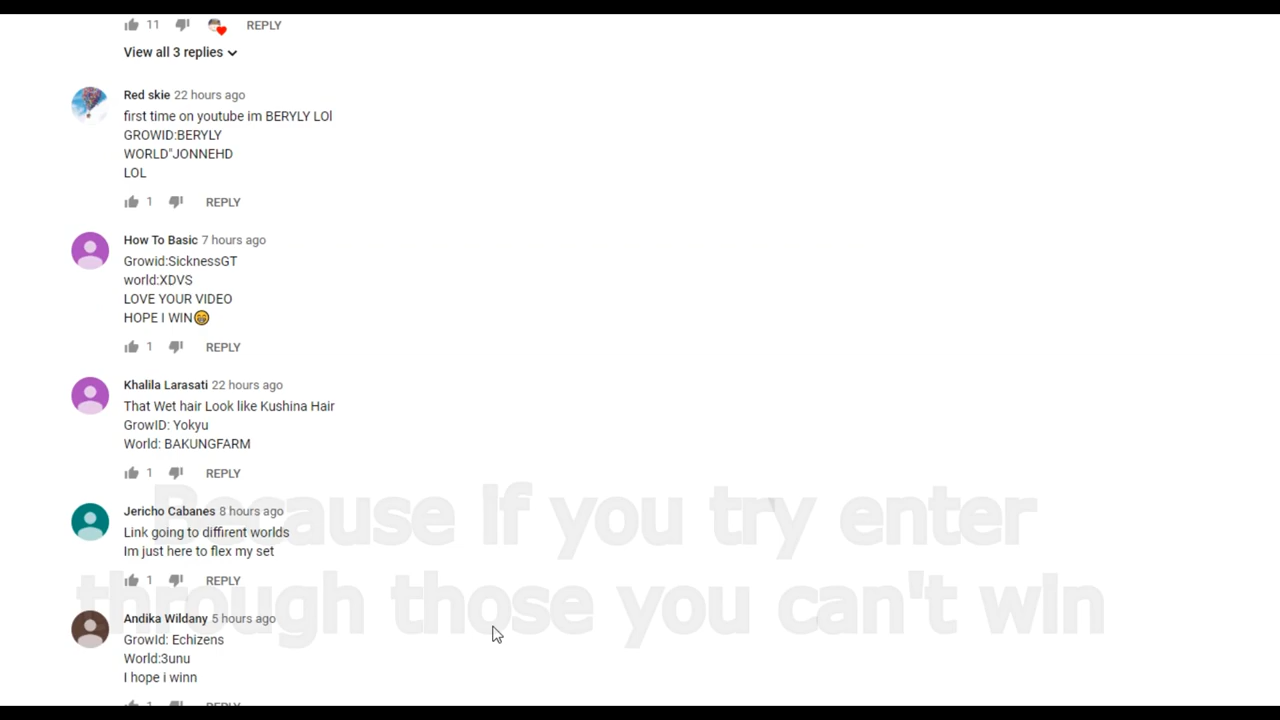 11 REPLY
View all 3 replies
Red skie 22 hours ago
first time on youtube im BERYLY LOl
GROWID:BERYLY
WORLD"JONNEHD
LOL
1 REPLY
How To Basic 7 hours ago
Growid:SicknessGT
world:XDVS
LOVE YOUR VIDEO
HOPE I WIN😁
1 REPLY
Khalila Larasati 22 hours ago
That Wet hair Look like Kushina Hair
GrowID: Yokyu
World: BAKUNGFARM
1 REPLY
Because If you try enter
through those you can't win
Jericho Cabanes 8 hours ago
Link going to diffirent worlds
Im just here to flex my set
1 REPLY
Andika Wildany 5 hours ago
GrowId: Echizens
World:3unu
I hope i winn
1 REPLY